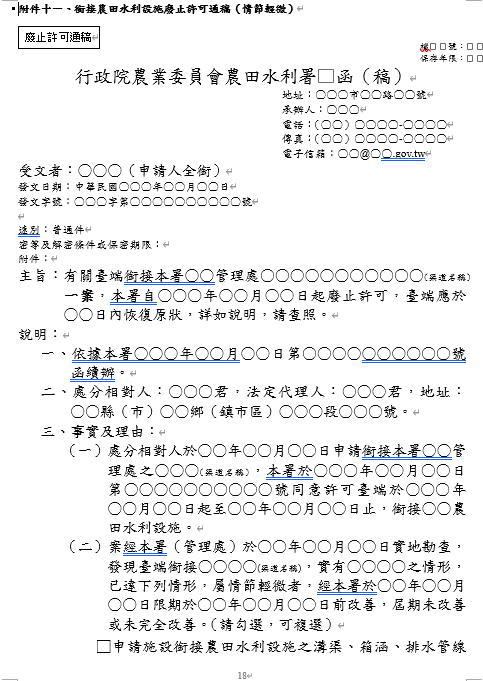 附件十一、銜接農田水利設施廢止許可通稿（情節輕微）
廢止許可通稿
檔□□號：□□
保存年限：□□
行政院農業委員會農田水利署□函（稿）
地址：○○○市○○路○○號
承辦人：○○○
電話：(○○) ○○○○-○○○○
傳真：(○○) ○○○○-○○○○
電子信箱：○○@○○.gov.tw
受文者：○○○（申請人全銜）
發文日期：中華民國○○○年○○月○○日
發文字號：○○○字第○○○○○○○○○○號
速別：普通件
密等及解密條件或保密期限：
附件：
主旨：有關臺端銜接本署○○管理處○○○○○○○○○○○(渠道名稱)
一案，本署自○○○年○○月○○日起廢止許可，臺端應於
○○日內恢復原狀，詳如說明，請查照。
說明：
一、依據本署○○○年○○月○○日第○○○○○○○○○○號
函續辦。
二、處分相對人：○○○君，法定代理人：○○○君，地址：
○○縣（市）○○鄉（鎮市區）○○○段○○○號。
三、事實及理由：
（一）處分相對人於○○年○○月○○日申請銜接本署○○管
理處之○○○(渠道名稱)，本署於○○○年○○月○○日
第○○○○○○○○○○號同意許可臺端於○○○年
○○月○○日起至○○年○○月○○日止，銜接○○農
田水利設施。
（二）案經本署（管理處）於○○年○○月○○日實地勘查，
發現臺端銜接○○○○(渠道名稱)，實有○○○○之情形，
已違下列情形，屬情節輕微者，經本署於○○年○○月
○○日限期於○○年○○月○○日前改善，屆期未改善
或未完全改善。（請勾選，可複選）
□申請施設銜接農田水利設施之溝渠、箱涵、排水管線
18